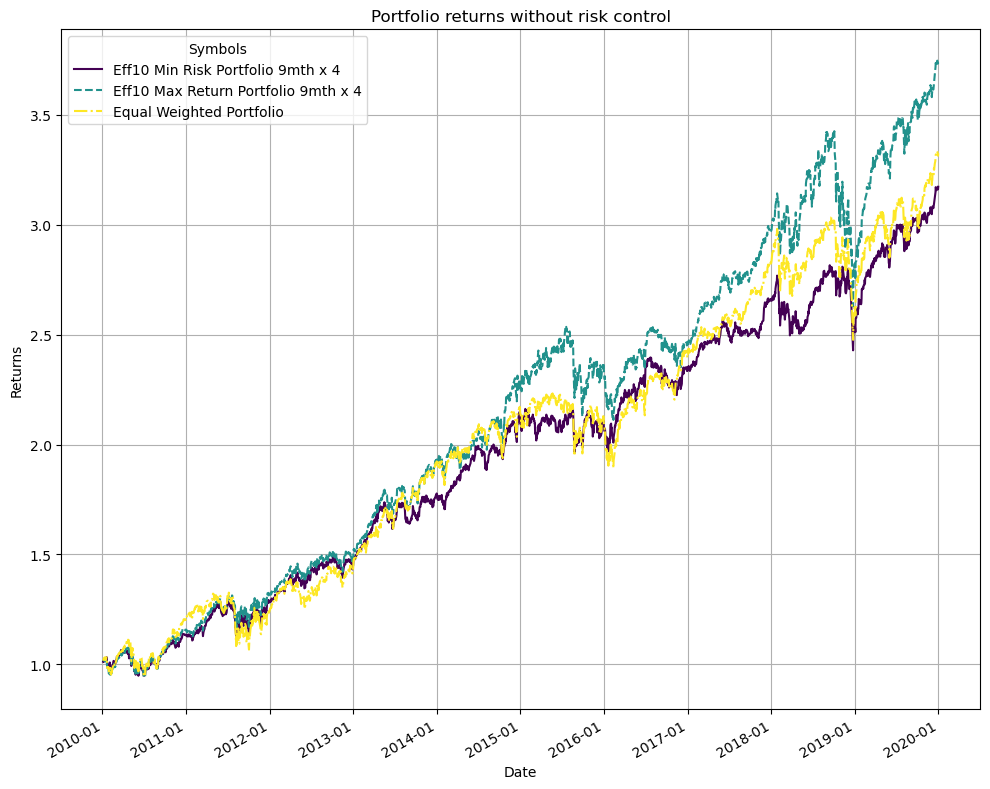 Portfolio returns without risk control
Symbols
Eff10 Min Risk Portfolio 9mth x 4
Eff10 Max Return Portfolio 9mth x 4
Equal Weighted Portfolio
3.5
3.0
2.5
2.0
1.5
1.0
Returns
2010-01
2011-01
2012-01
2013-01
2014-01
2015-01
2016-01
2017-01
2018-01
2019-01
2020-01
Date